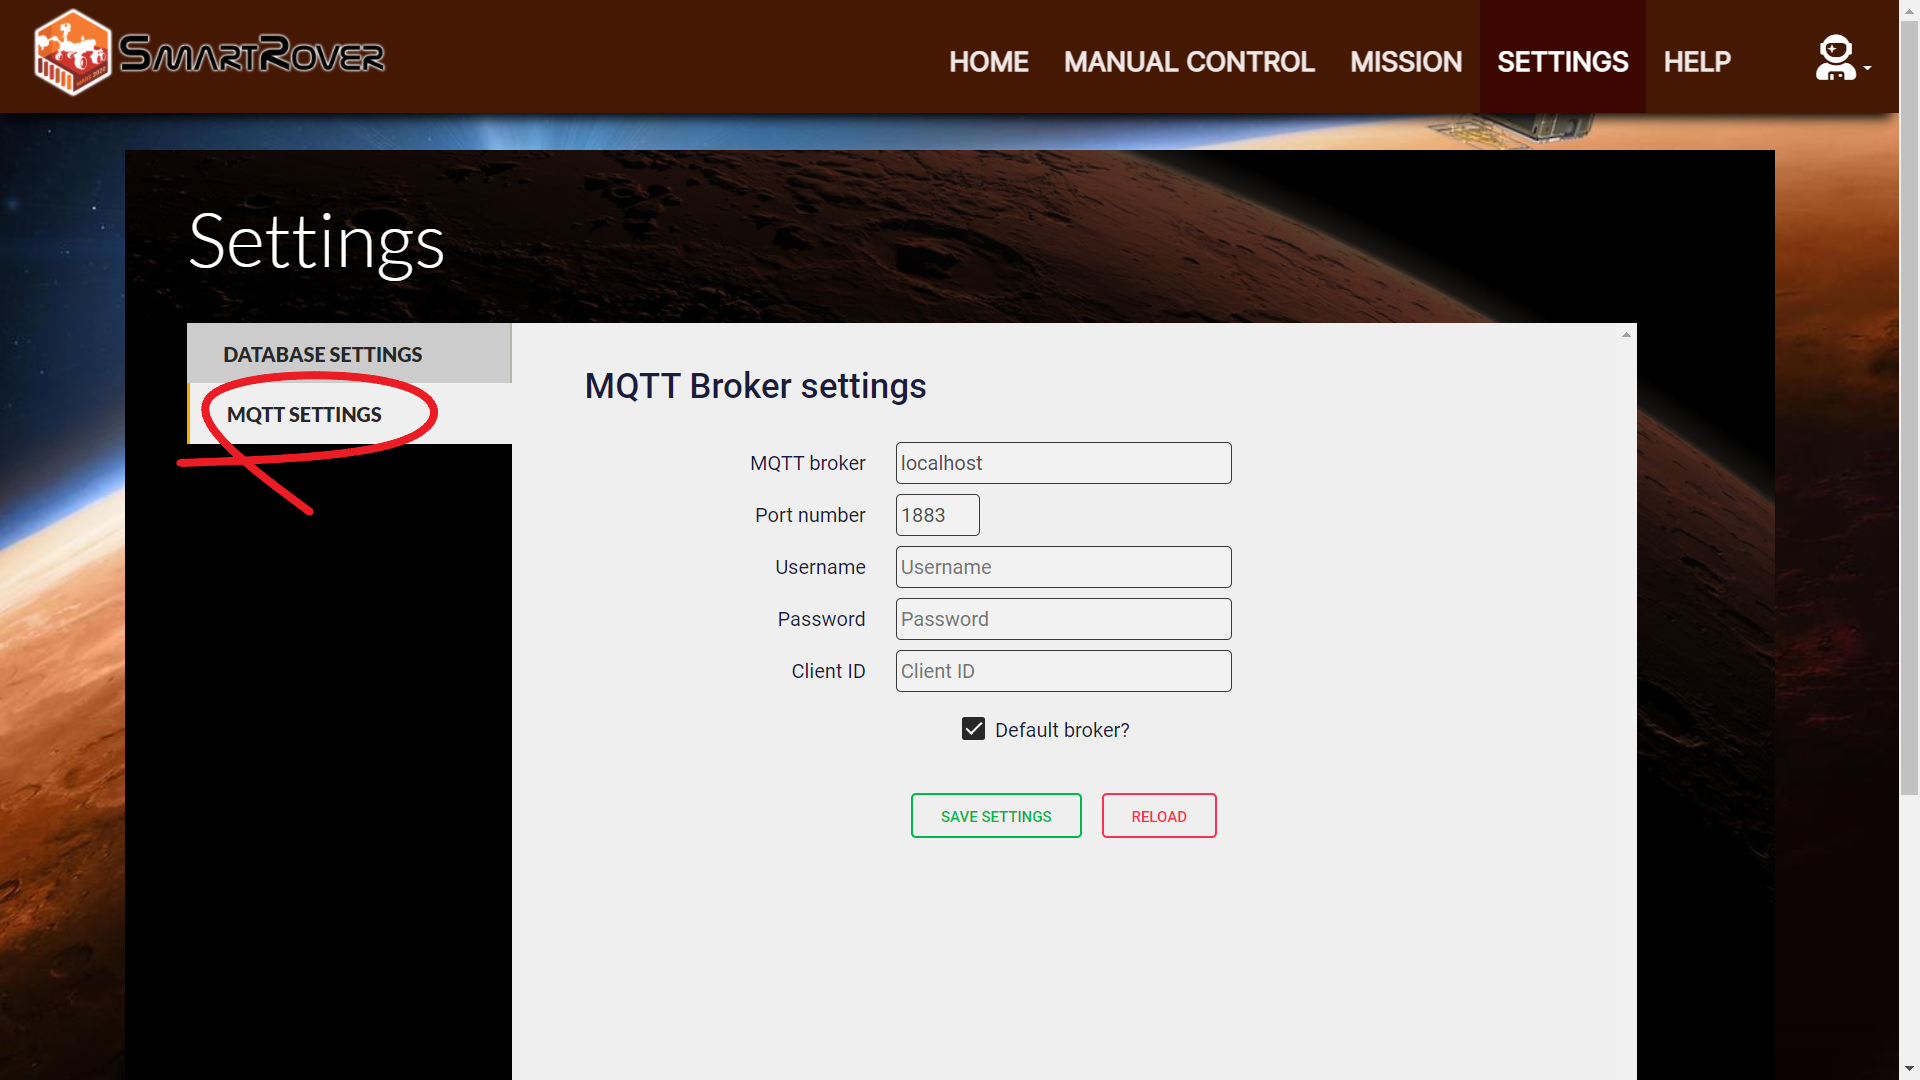 SMARTROVER
HOME MANUAL CONTROL MISSION SETTINGS HELP
Settings
DATABASE SETTINGS
MQTT SETTINGS
MQTT Broker settings
MQTT broker localhost
Port number 1883
Username Username
Password Password
Client ID Client ID
Default broker?
SAVE SETTINGS RELOAD